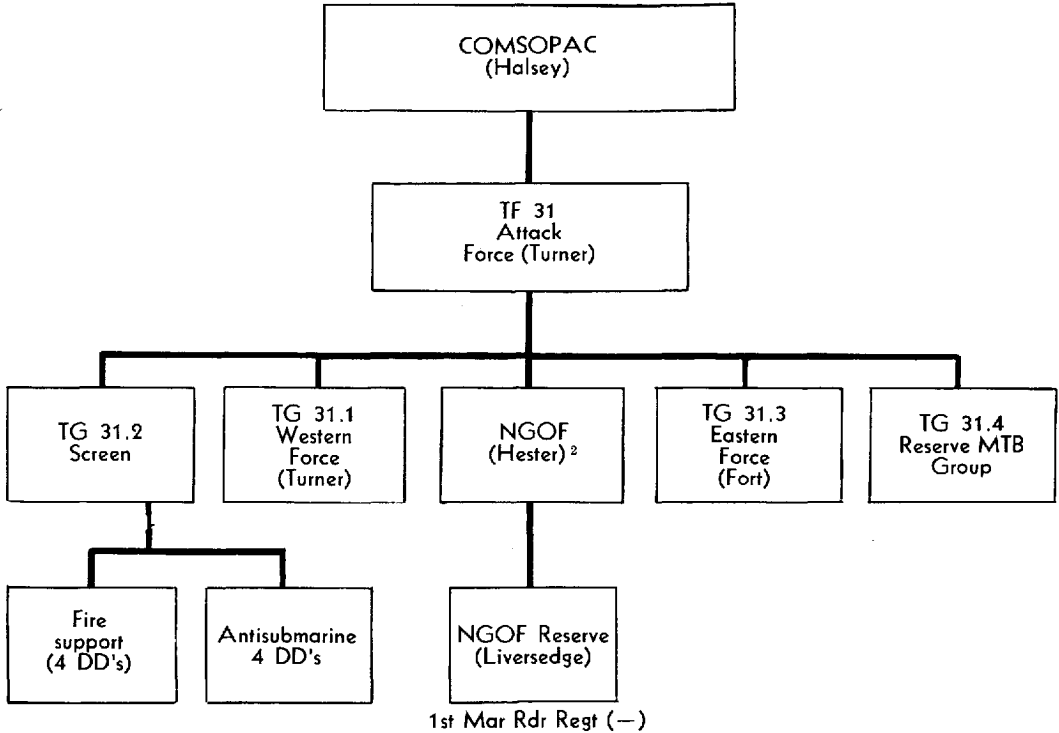 COMSOPAC
(Halsey)
TF 31
Attack
Force (Turner)
TG 31.2
Screen
TG 31.1
Western
Force
(Turner)
NGOF
(Hester)²
TG 31.3
Eastern
Force
(Fort)
TG 31.4
Reserve MTB
Group
Fire
support
(4 DD's)
Antisubmarine
4 DD's
NGOF Reserve
(Liversedge)
1st Mar Rdr Regt (—)